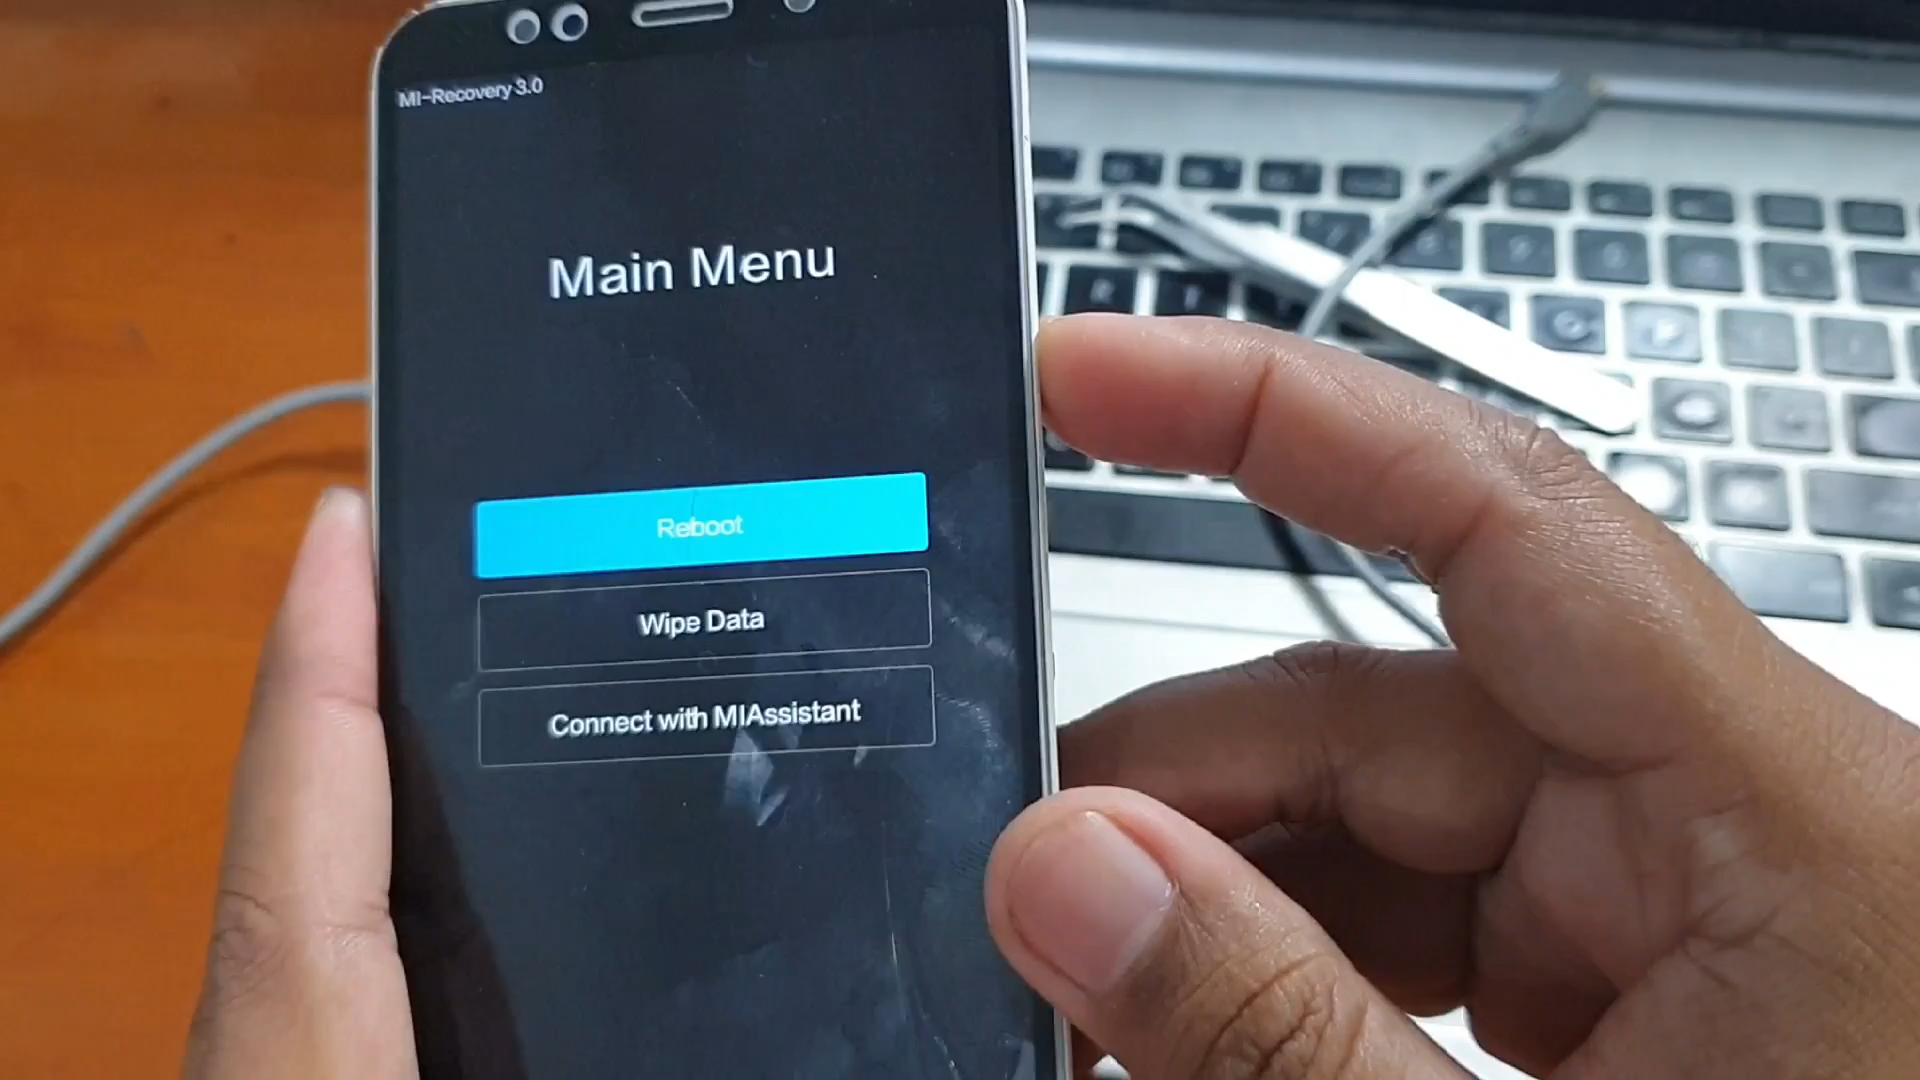 MI-Recovery 3.0
Main Menu
Reboot
Wipe Data
Connect with MIAssistant